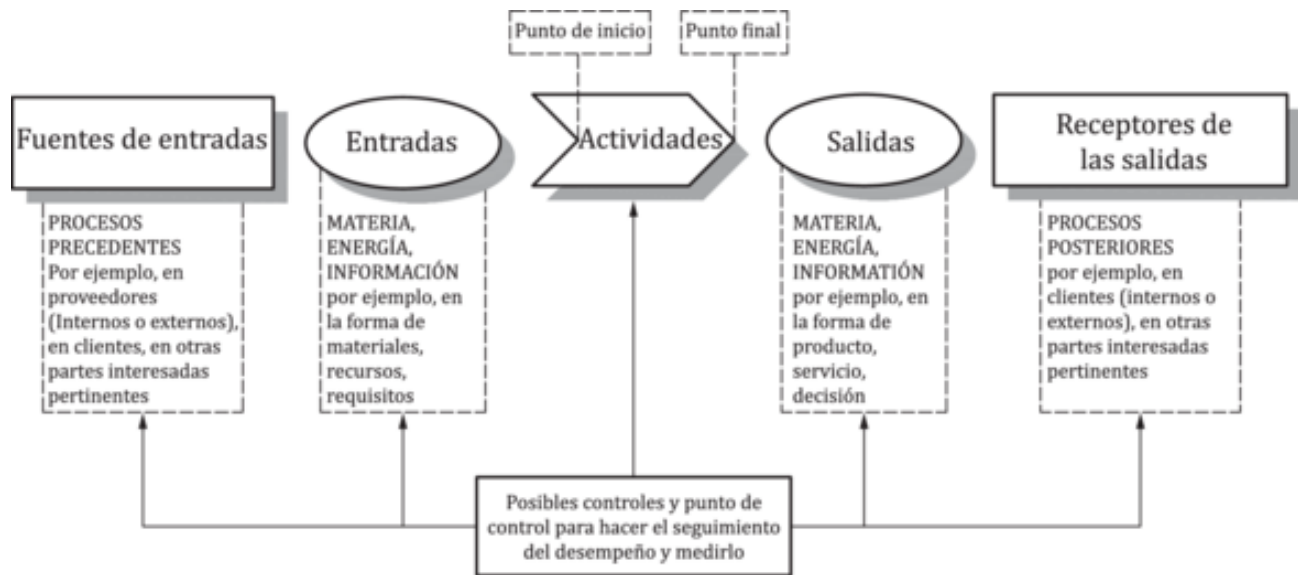 Punto de inicio
Punto final
Fuentes de entradas
Entradas
Actividades
Salidas
Receptores de
las salidas
PROCESOS
PRECEDENTES
Por ejemplo, en
proveedores
(Internos o externos),
en clientes, en otras
partes interesadas
pertinentes
MATERIA,
ENERGÍA,
INFORMACIÓN
por ejemplo, en
la forma de
materiales,
recursos,
requisitos
MATERIA,
ENERGÍA,
INFORMATIÓN
por ejemplo, en
la forma de
producto,
servicio,
decisión
PROCESOS
POSTERIORES
por ejemplo, en
clientes (internos o
externos), en otras
partes interesadas
pertinentes
Posibles controles y punto de
control para hacer el seguimiento
del desempeño y medirlo